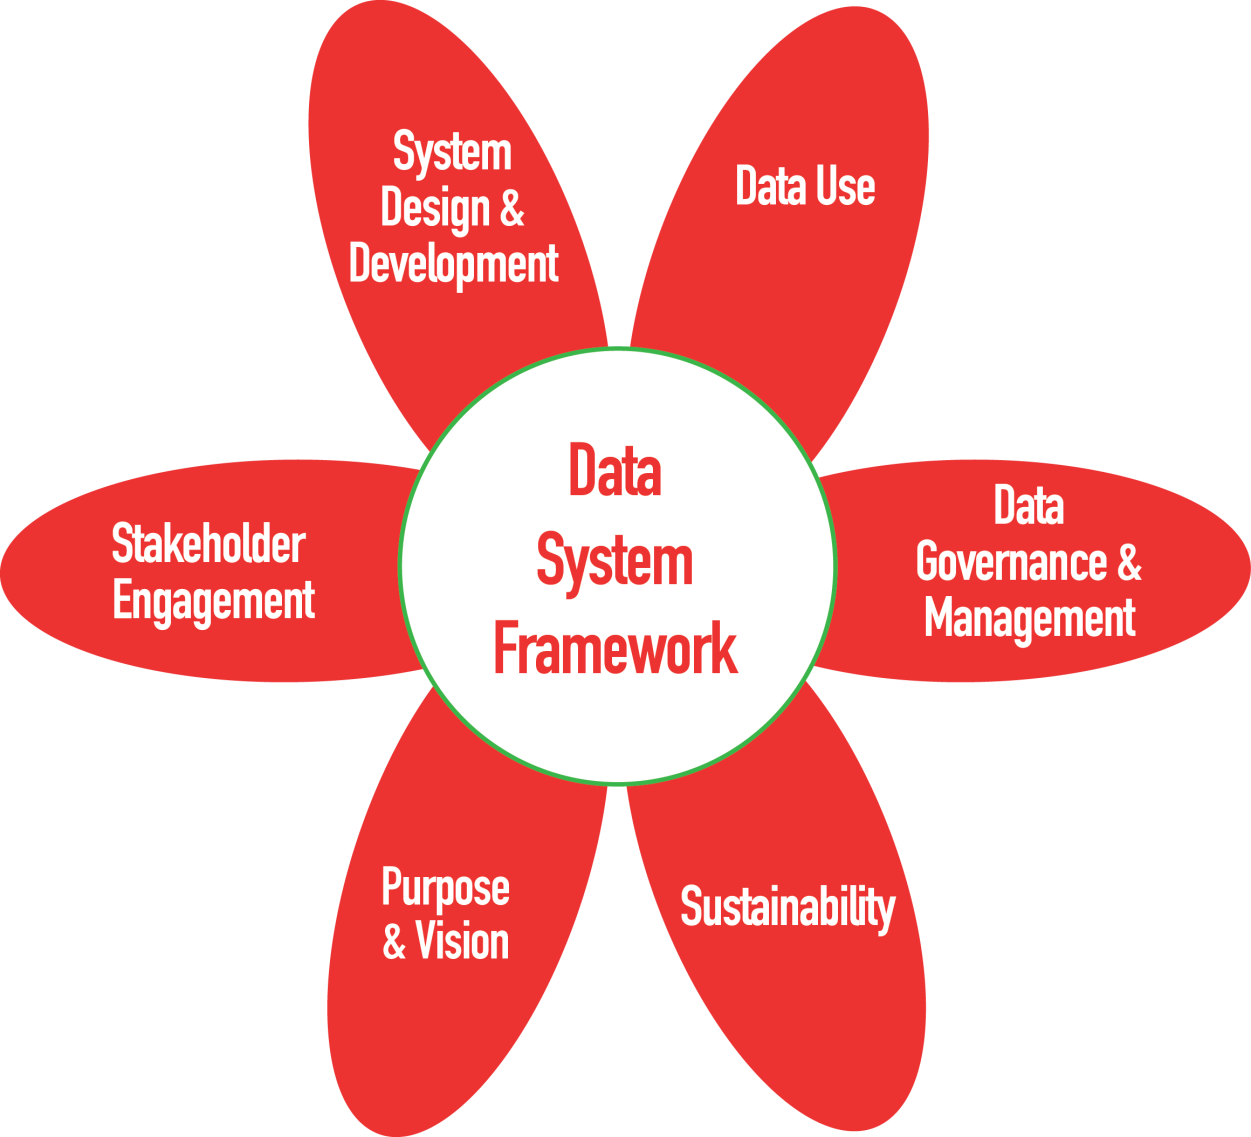 System
Design &
Development
Data Use
Stakeholder
Engagement
Data
System
Framework
Data
Governance &
Management
Purpose
& Vision
Sustainability